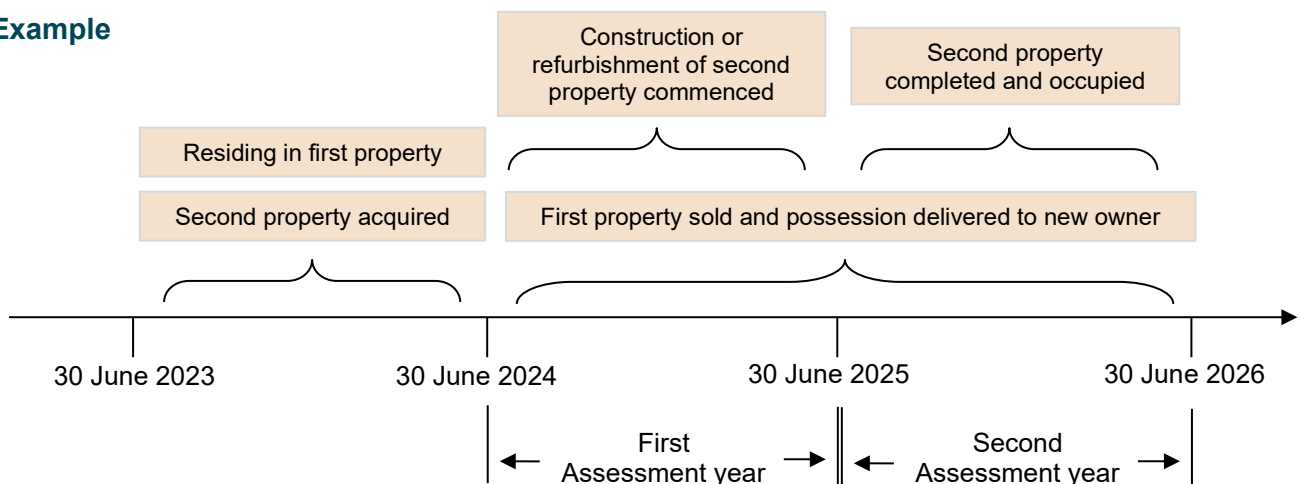 Example
Construction or
refurbishment of second
property commenced
Second property
completed and occupied
Residing in first property
Second property acquired
First property sold and possession delivered to new owner
30 June 2023
30 June 2024
30 June 2025
30 June 2026
First
Assessment year
Second
Assessment year